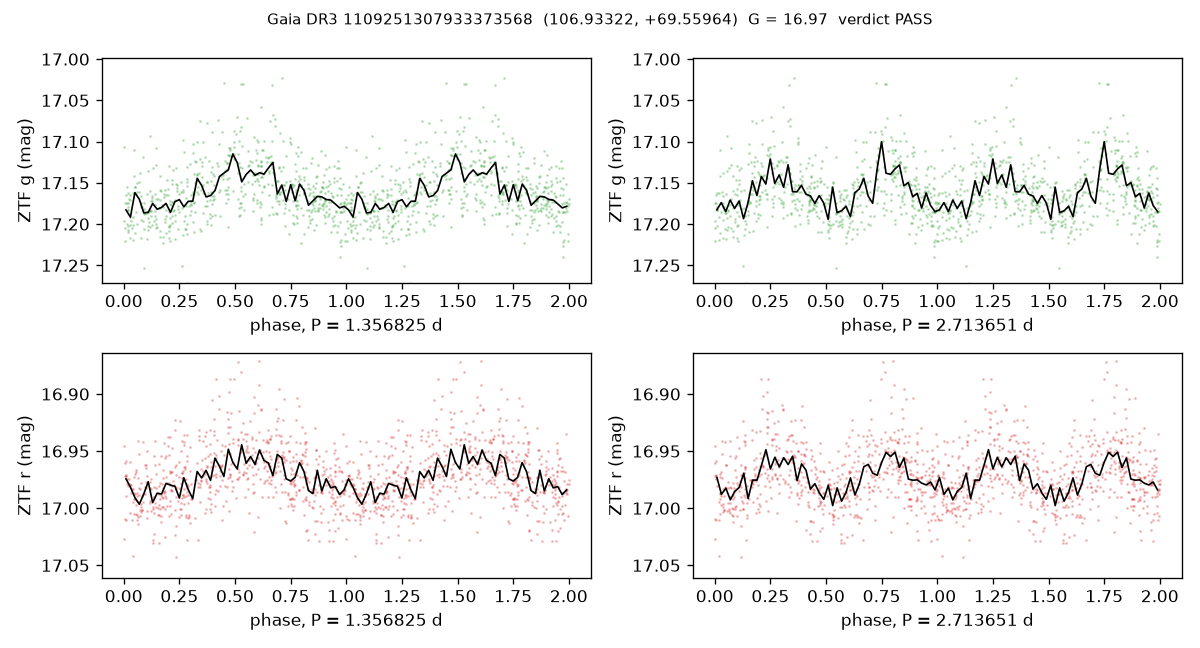 Gaia DR3 1109251307933373568  (106.93322, +69.55964)  G = 16.97  verdict PASS
17.00
17.05
17.10
17.15
17.20
17.25
ZTF g (mag)
0.00 0.25 0.50 0.75 1.00 1.25 1.50 1.75 2.00
phase, P = 1.356825 d
17.00
17.05
17.10
17.15
17.20
17.25
ZTF g (mag)
0.00 0.25 0.50 0.75 1.00 1.25 1.50 1.75 2.00
phase, P = 2.713651 d
16.90
16.95
17.00
17.05
ZTF r (mag)
0.00 0.25 0.50 0.75 1.00 1.25 1.50 1.75 2.00
phase, P = 1.356825 d
16.90
16.95
17.00
17.05
ZTF r (mag)
0.00 0.25 0.50 0.75 1.00 1.25 1.50 1.75 2.00
phase, P = 2.713651 d